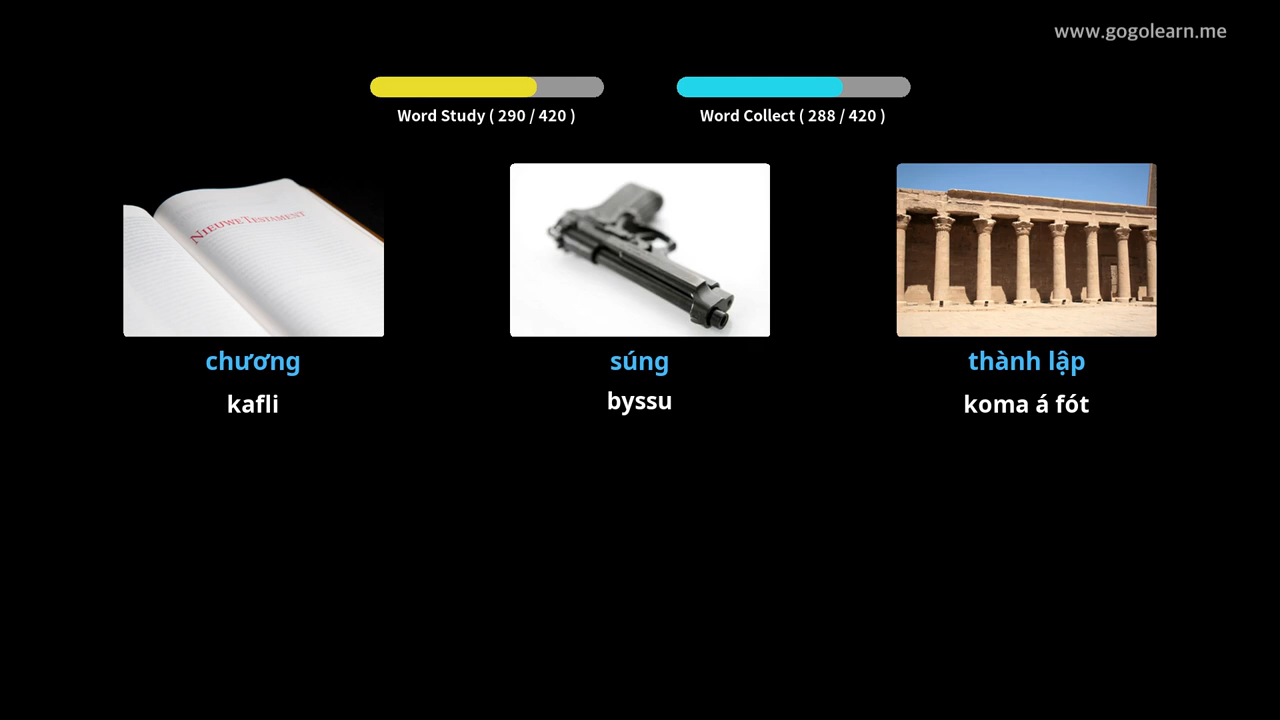 www.gogolearn.me
Word Study ( 290 / 420 )
Word Collect ( 288 / 420 )
NIEUWE TESTAMENT
chương
súng
thành lập
kafli
byssu
koma á fót